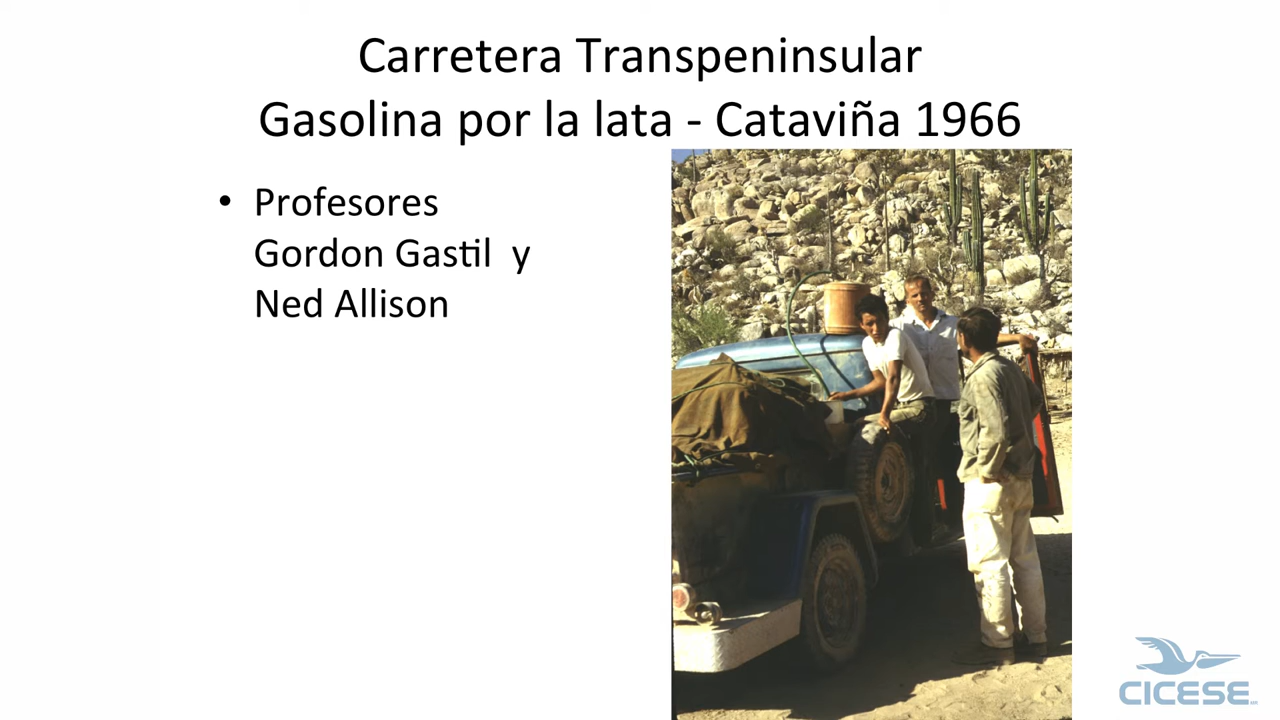 Carretera Transpeninsular
Gasolina por la lata - Cataviña 1966
• Profesores
Gordon Gastil y
Ned Allison
CICESE